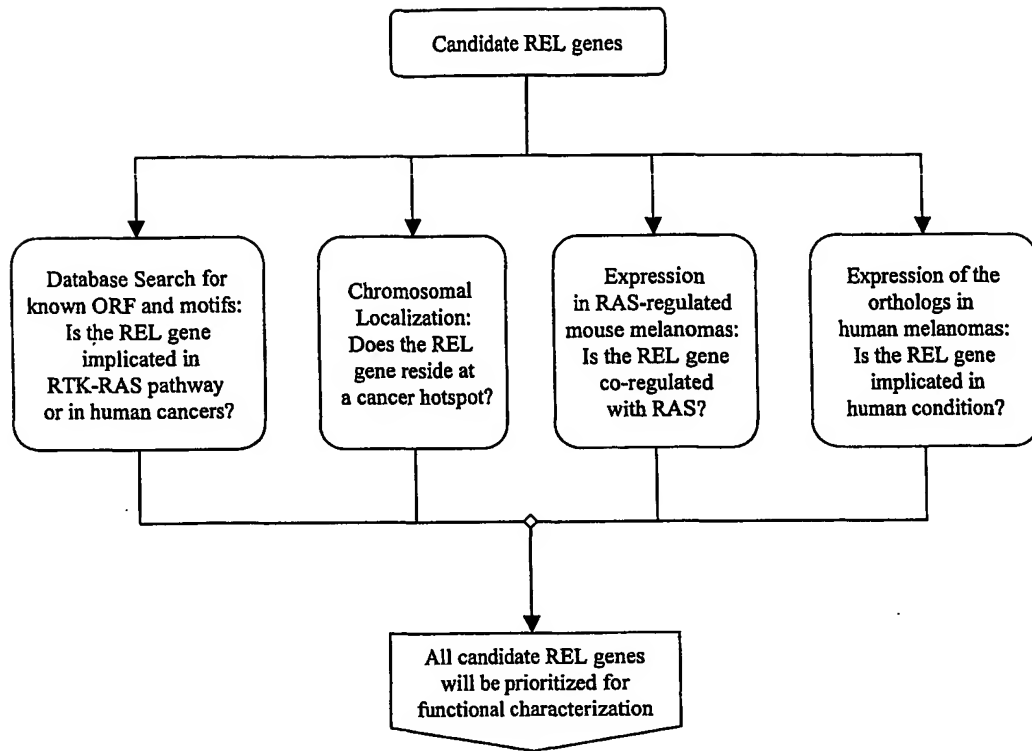 Candidate REL genes
Database Search for
known ORF and motifs:
Is the REL gene
implicated in
RTK-RAS pathway
or in human cancers?
Chromosomal
Localization:
Does the REL
gene reside at
a cancer hotspot?
Expression
in RAS-regulated
mouse melanomas:
Is the REL gene
co-regulated
with RAS?
Expression of the
orthologs in
human melanomas:
Is the REL gene
implicated in
human condition?
All candidate REL genes
will be prioritized for
functional characterization